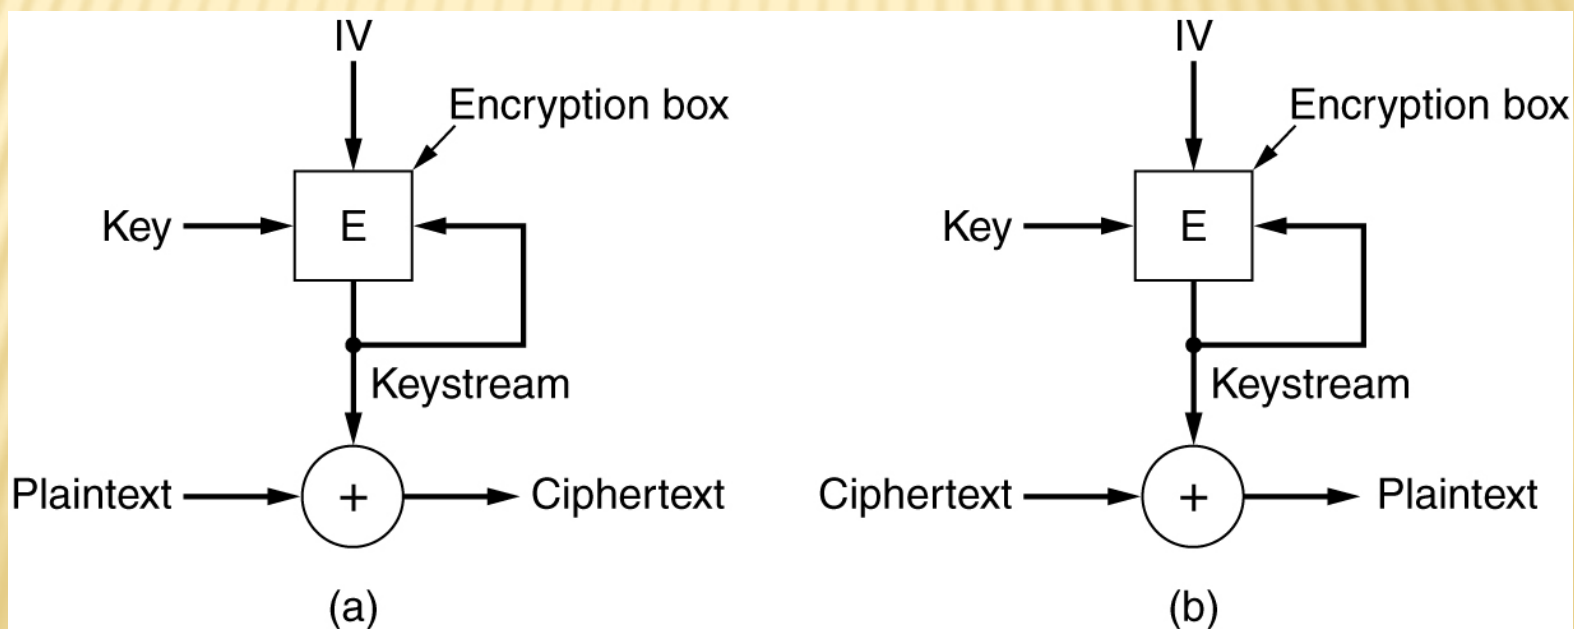 IV
Encryption box
Key
E
Keystream
Plaintext
+
Ciphertext
(a)
IV
Encryption box
Key
E
Keystream
Ciphertext
+
Plaintext
(b)